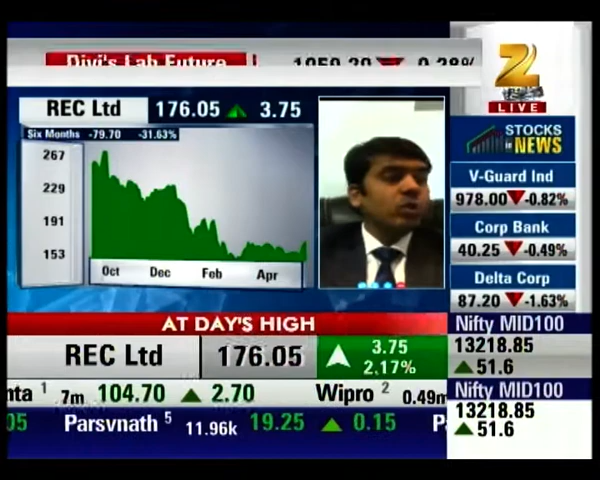 Divi's Lab Future 1059.20 -0.28%
LIVE
REC Ltd 176.05 3.75
Six Months -79.70 -31.63%
267
229
191
153
Oct Dec Feb Apr
STOCKS
in NEWS
V-Guard Ind
978.00 -0.82%
Corp Bank
40.25 -0.49%
Delta Corp
87.20 -1.63%
AT DAY'S HIGH
REC Ltd 176.05 3.75
2.17%
Nifty MID100
13218.85
51.6
nta 1 7m 104.70 2.70 Wipro 2 0.49m
05 Parsvnath 5 11.96k 19.25 0.15 P
Nifty MID100
13218.85
51.6